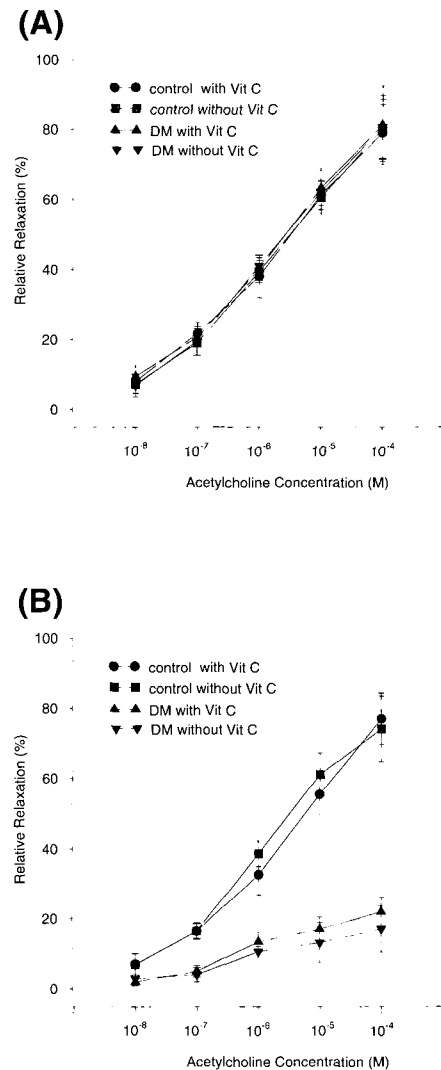 (A)
100
80
60
40
20
0
Relative Relaxation (%)
control with Vit C
control without Vit C
DM with Vit C
DM without Vit C
10⁻⁸ 10⁻⁷ 10⁻⁶ 10⁻⁵ 10⁻⁴
Acetylcholine Concentration (M)
(B)
100
80
60
40
20
0
Relative Relaxation (%)
control with Vit C
control without Vit C
DM with Vit C
DM without Vit C
10⁻⁸ 10⁻⁷ 10⁻⁶ 10⁻⁵ 10⁻⁴
Acetylcholine Concentration (M)